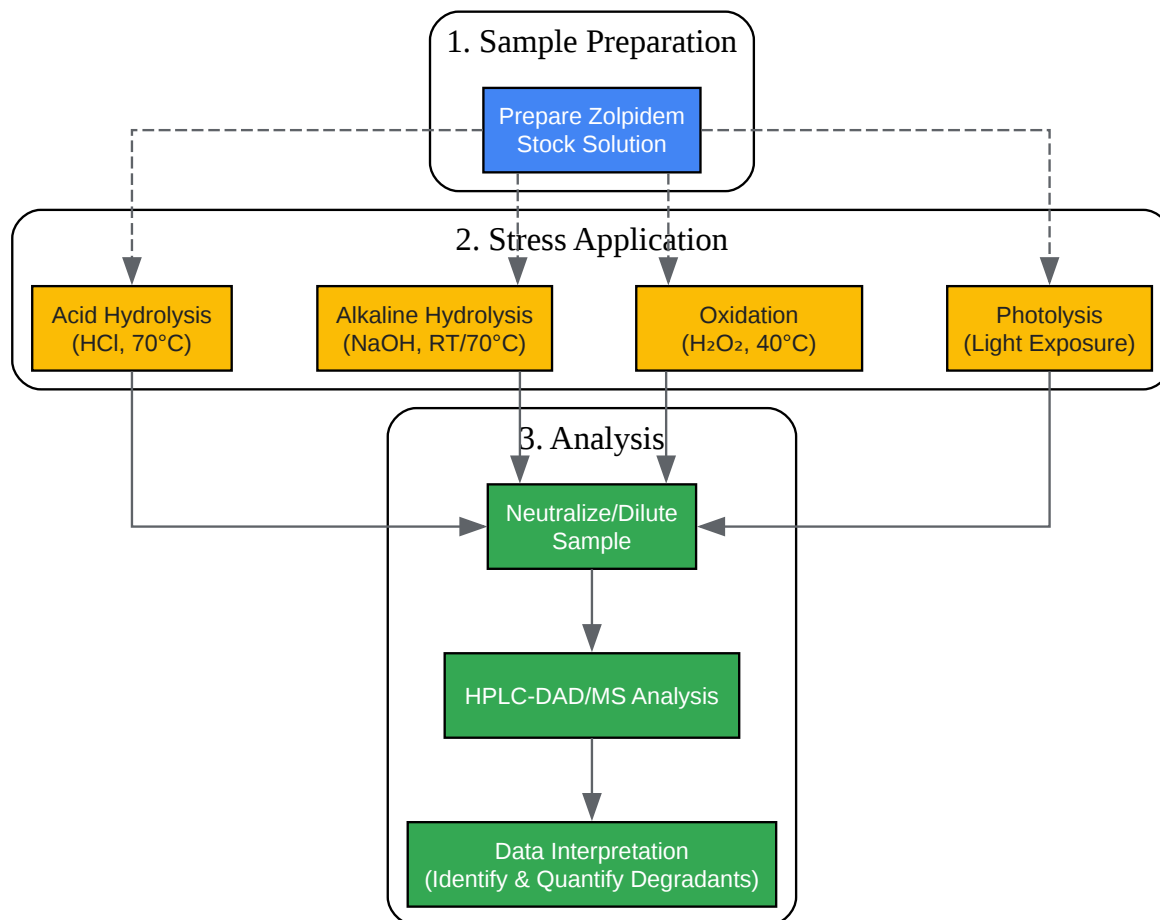 1. Sample Preparation
Prepare Zolpidem
Stock Solution
2. Stress Application
Acid Hydrolysis
(HCl, 70°C)
Alkaline Hydrolysis
(NaOH, RT/70°C)
Oxidation
(H₂O₂, 40°C)
Photolysis
(Light Exposure)
3. Analysis
Neutralize/Dilute
Sample
HPLC-DAD/MS Analysis
Data Interpretation
(Identify & Quantify Degradants)